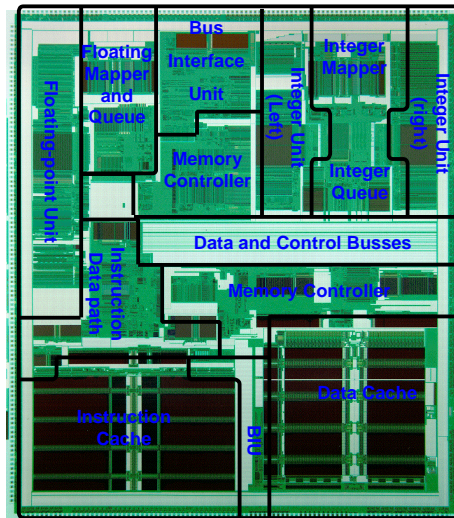 Floating-point Unit
Floating
Mapper
and
Queue
Bus
Interface
Unit
Memory
Controller
Integer Unit
(Left)
Integer
Mapper
Integer
Queue
Integer Unit
(right)
Data and Control Busses
Instruction
Data path
Memory Controller
Instruction
Cache
BIU
Data Cache